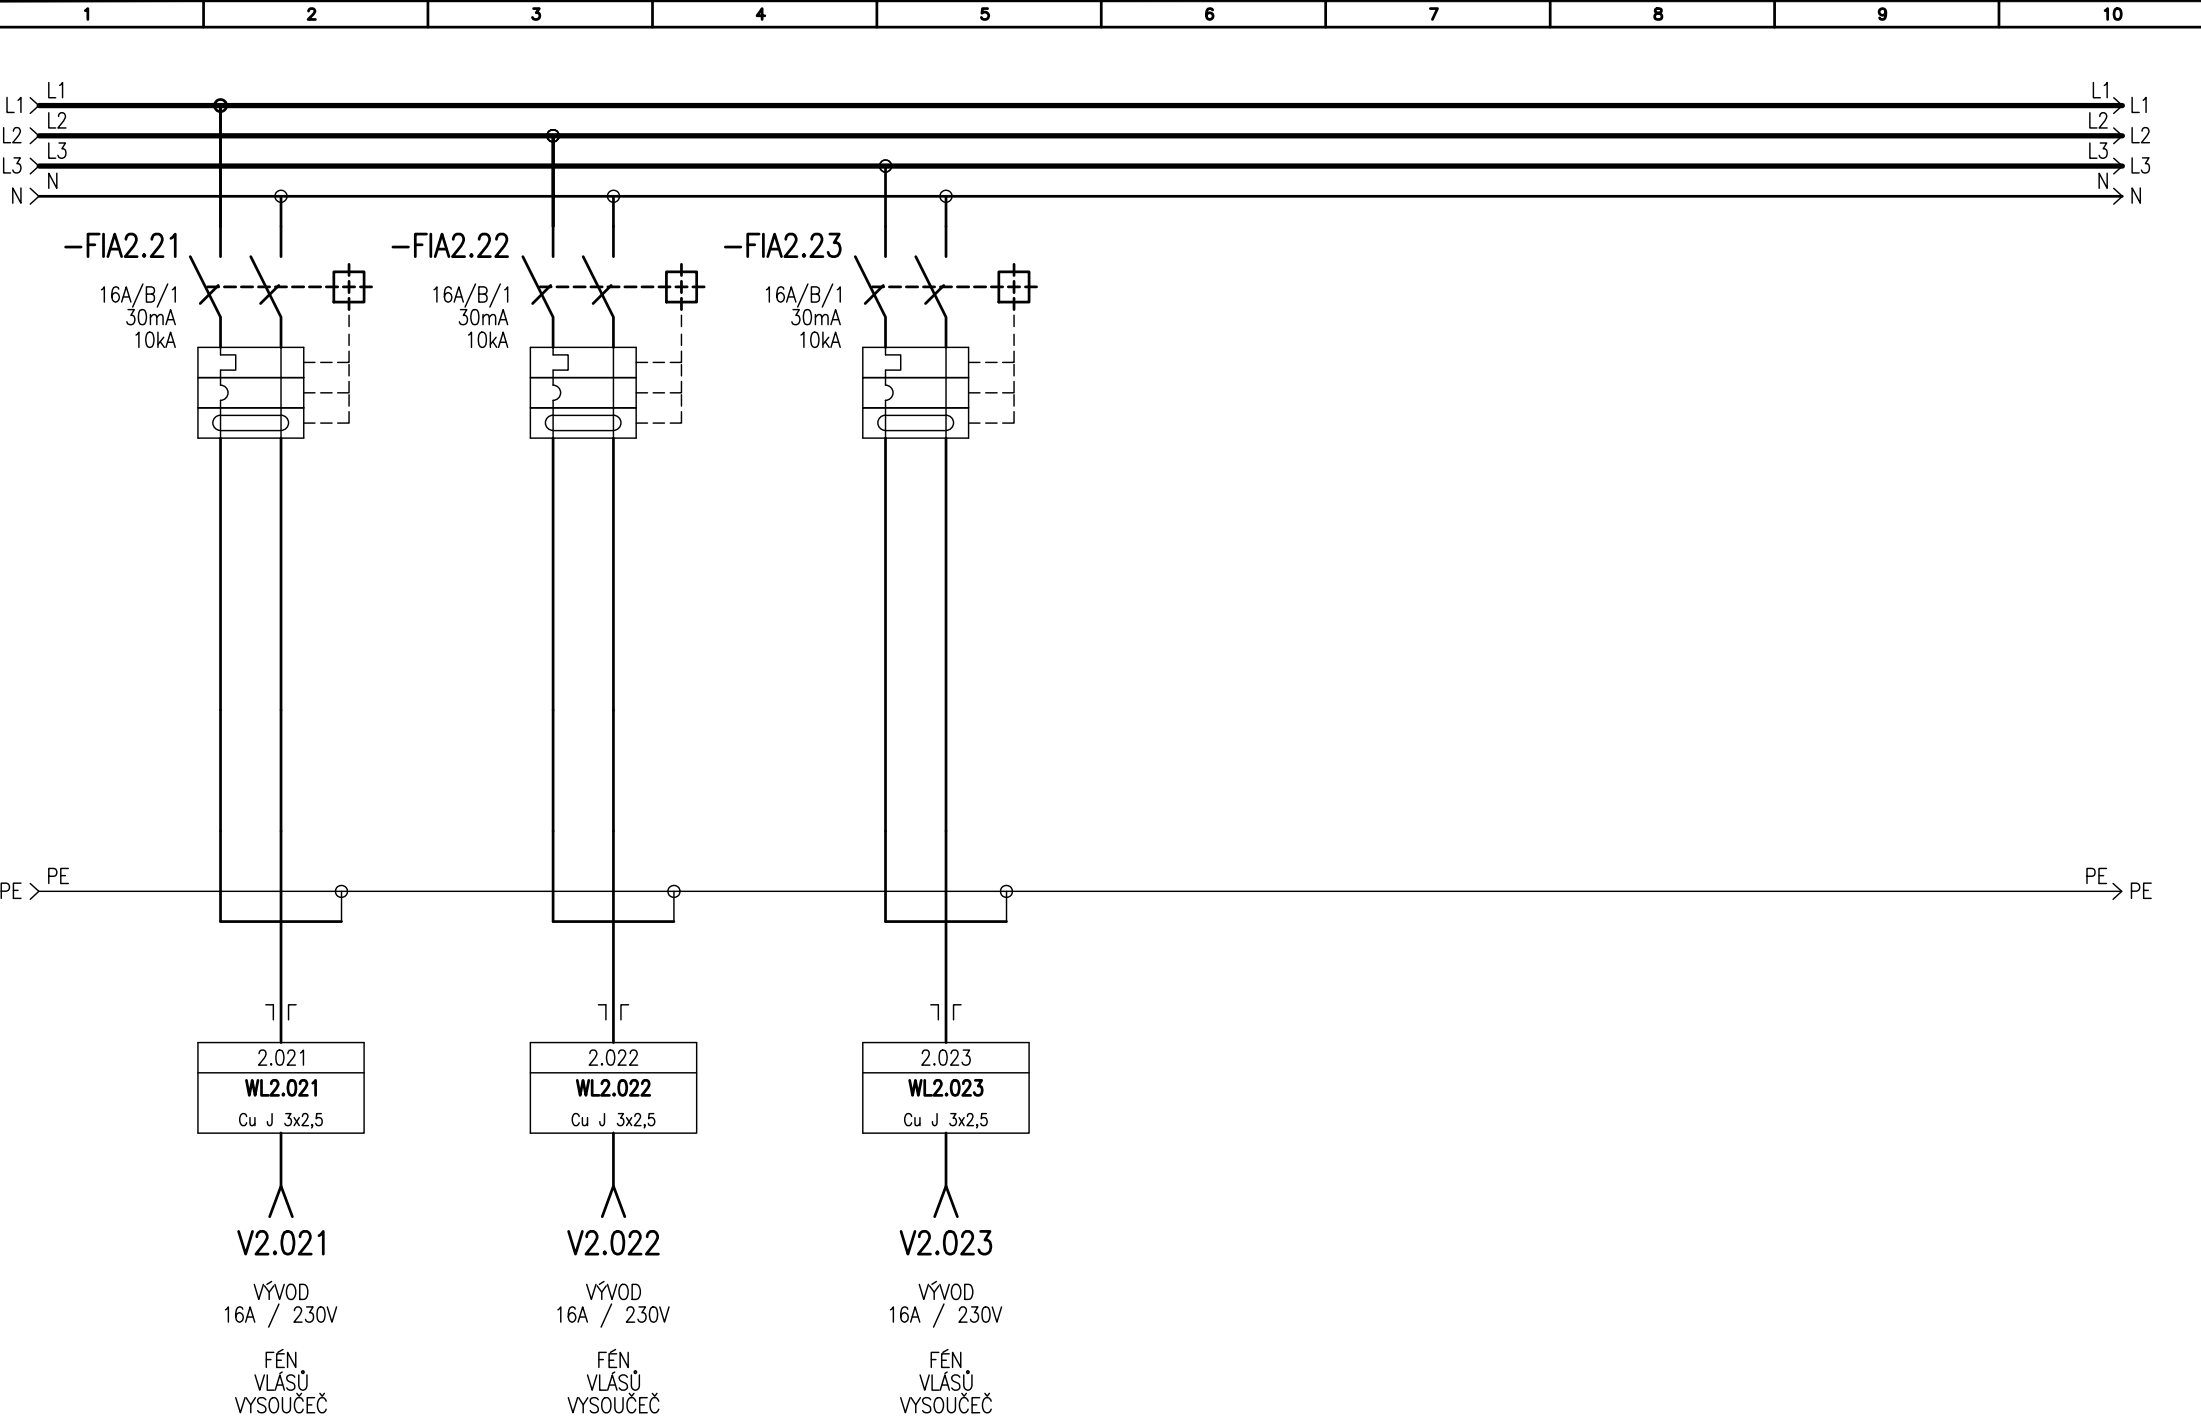 1 2 3 4 5 6 7 8 9 10
L1 L1 L1 L1
L2 L2 L2 L2
L3 L3 L3 L3
N N N N
-FIA2.21 -FIA2.22 -FIA2.23
16A/B/1 16A/B/1 16A/B/1
30mA 30mA 30mA
10kA 10kA 10kA
PE PE PE PE
2.021 2.022 2.023
WL2.021 WL2.022 WL2.023
Cu J 3x2,5 Cu J 3x2,5 Cu J 3x2,5
V2.021 V2.022 V2.023
VÝVOD VÝVOD VÝVOD
16A / 230V 16A / 230V 16A / 230V
FÉN FÉN FÉN
VLÁSŮ VLÁSŮ VLÁSŮ
VYSOUČEČ VYSOUČEČ VYSOUČEČ